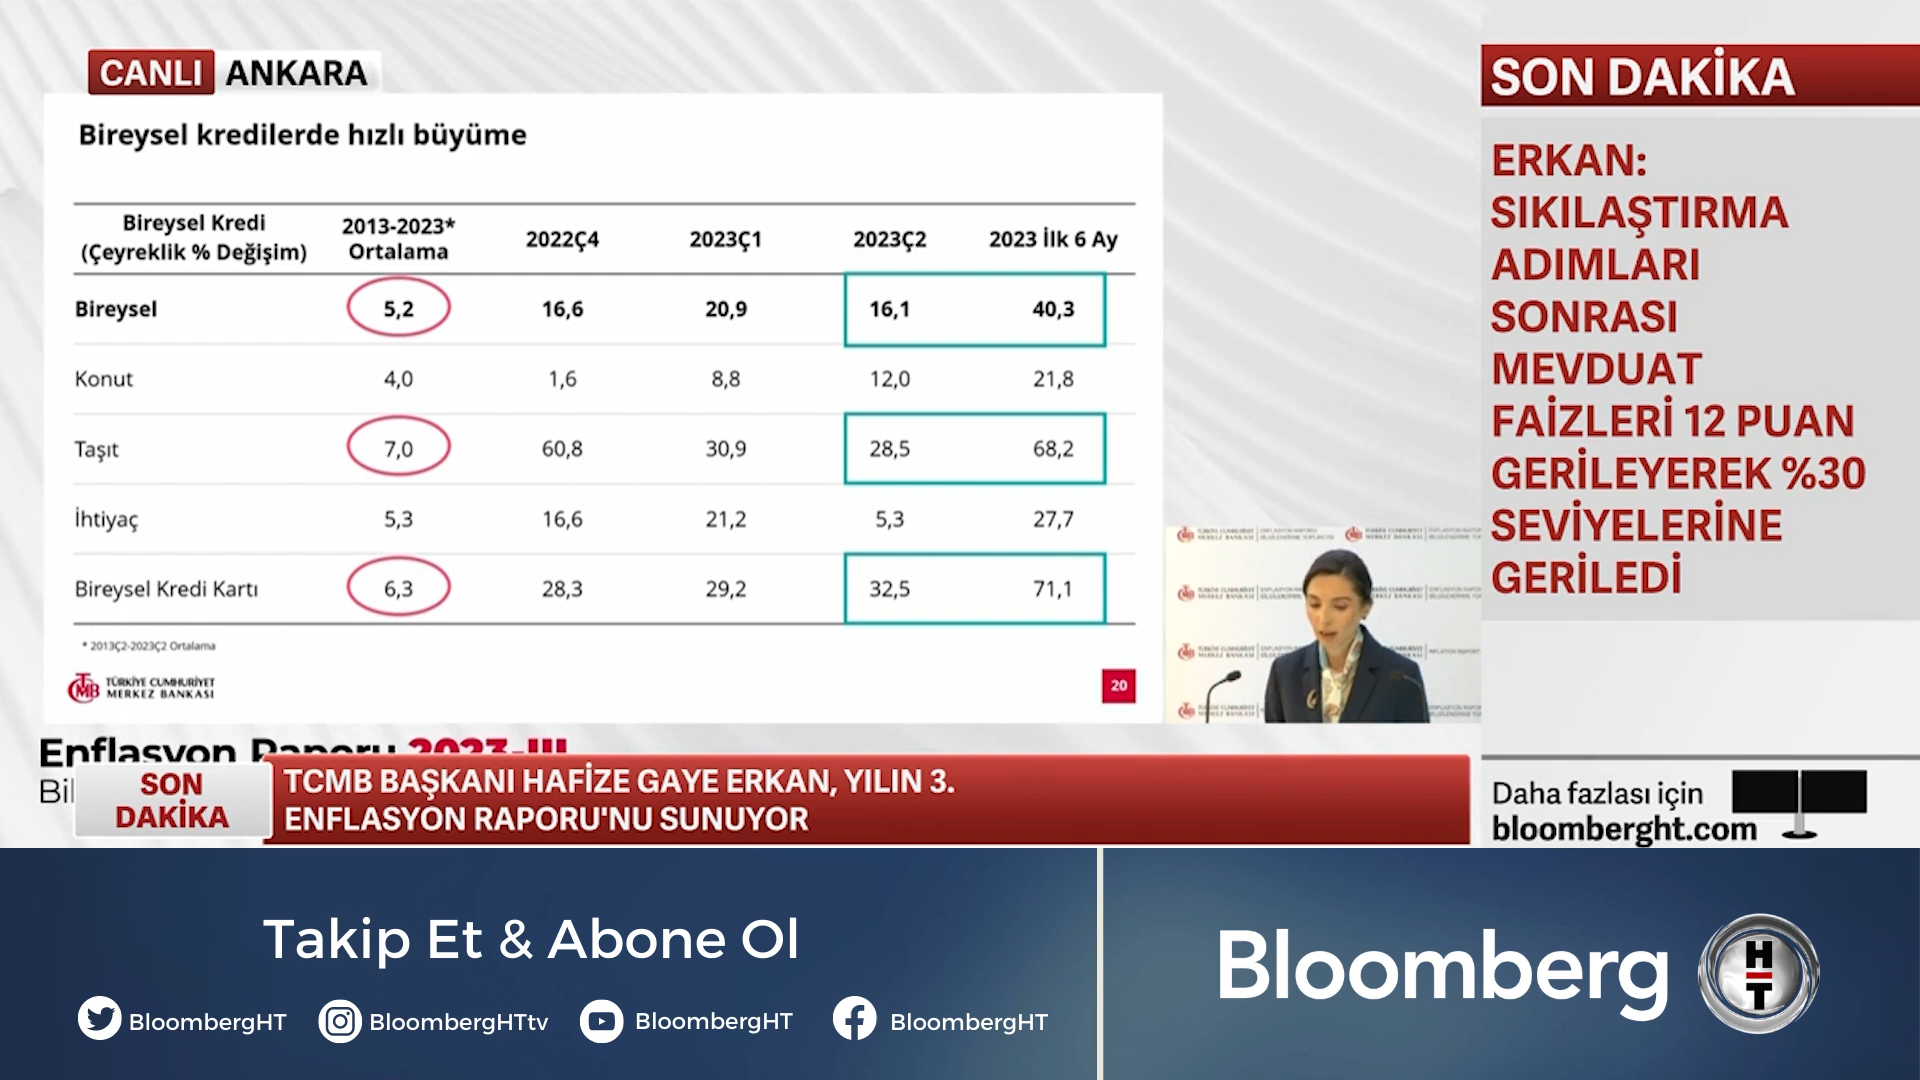 CANLI ANKARA
Bireysel kredilerde hızlı büyüme
Bireysel Kredi (Çeyreklik % Değişim) 2013-2023* Ortalama 2022Ç4 2023Ç1 2023Ç2 2023 İlk 6 Ay
Bireysel 5,2 16,6 20,9 16,1 40,3
Konut 4,0 1,6 8,8 12,0 21,8
Taşıt 7,0 60,8 30,9 28,5 68,2
İhtiyaç 5,3 16,6 21,2 5,3 27,7
Bireysel Kredi Kartı 6,3 28,3 29,2 32,5 71,1
* 2013Ç2-2023Ç2 Ortalama
TCMB
TÜRKİYE CUMHURİYET
MERKEZ BANKASI
20
SON DAKİKA
ERKAN:
SIKILAŞTIRMA
ADIMLARI
SONRASI
MEVDUAT
FAİZLERİ 12 PUAN
GERİLEYEREK %30
SEVİYELERİNE
GERİLEDİ
Enflasyon Raporu 2023-III
SON
DAKİKA
TCMB BAŞKANI HAFİZE GAYE ERKAN, YILIN 3.
ENFLASYON RAPORU'NU SUNUYOR
Daha fazlası için
bloomberght.com
Takip Et & Abone Ol
BloombergHT BloombergHTtv BloombergHT BloombergHT
Bloomberg HT